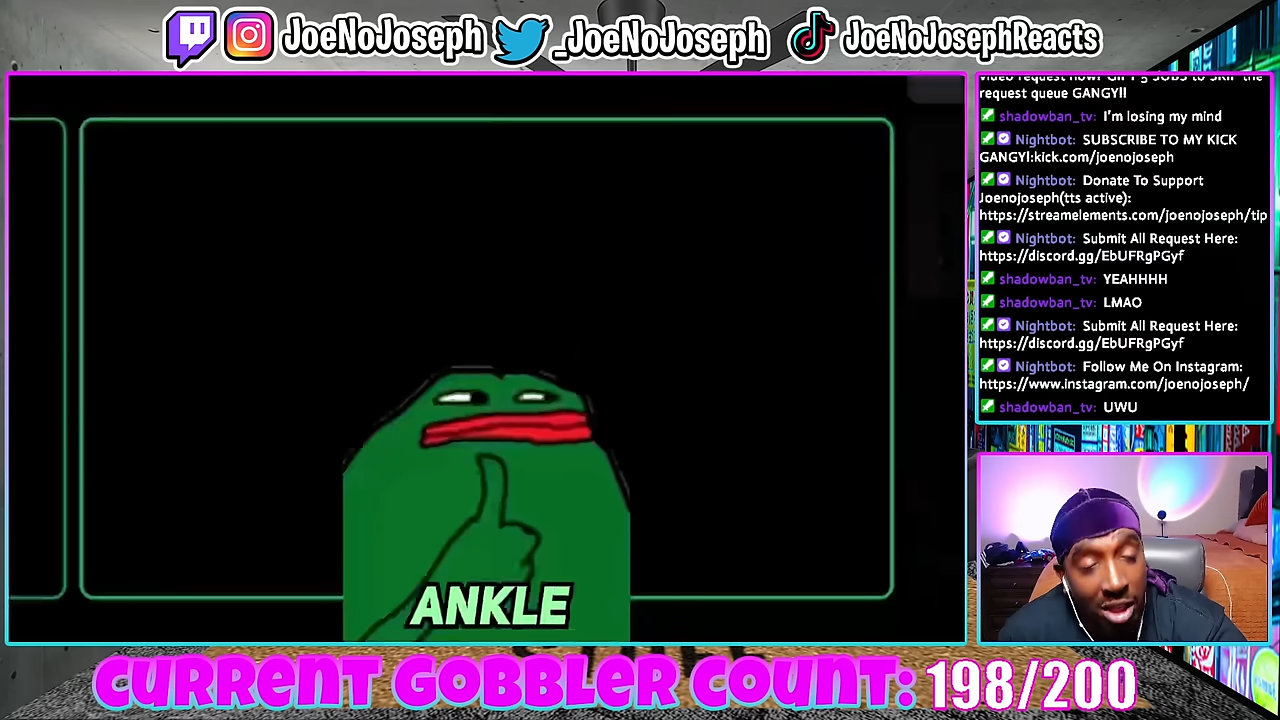 JoeNoJoseph
_JoeNoJoseph
JoeNoJosephReacts
request queue GANGY!!
shadowban_tv: I'm losing my mind
Nightbot: SUBSCRIBE TO MY KICK
GANGY!:kick.com/joenojoseph
Nightbot: Donate To Support
Joenojoseph(tts active):
https://streamelements.com/joenojoseph/tip
Nightbot: Submit All Request Here:
https://discord.gg/EbUFRgPGyf
shadowban_tv: YEAHHHH
shadowban_tv: LMAO
Nightbot: Submit All Request Here:
https://discord.gg/EbUFRgPGyf
Nightbot: Follow Me On Instagram:
https://www.instagram.com/joenojoseph/
shadowban_tv: UWU
ANKLE
CURRENT GOBBLER COUNT: 198/200